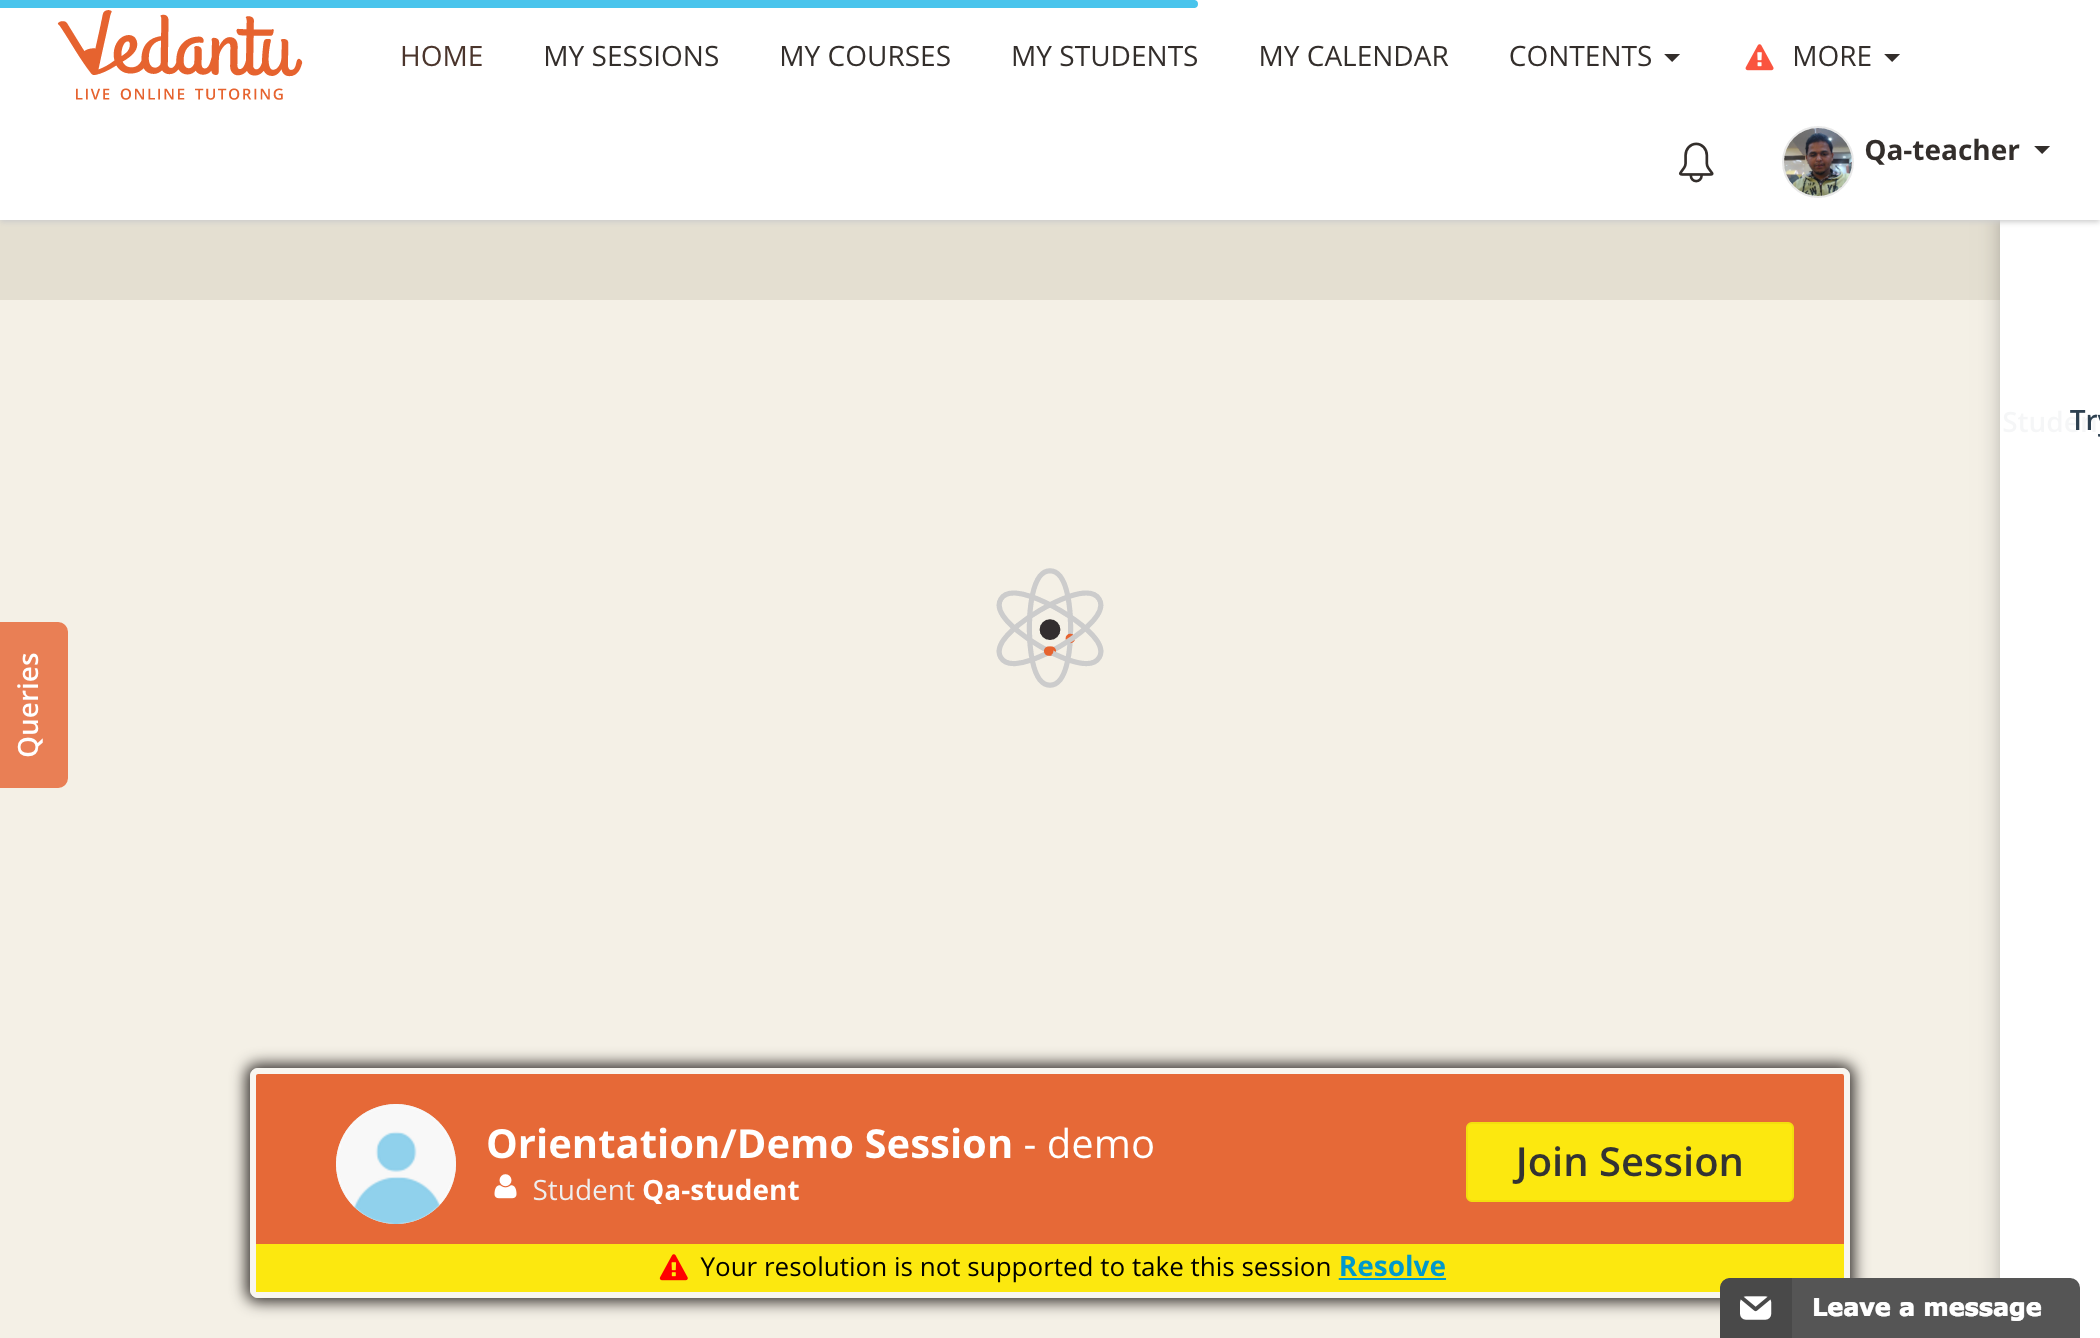 Vedantu
LIVE ONLINE TUTORING
HOME MY SESSIONS MY COURSES MY STUDENTS MY CALENDAR CONTENTS MORE
Qa-teacher
Queries
Orientation/Demo Session - demo
Student Qa-student
Join Session
Your resolution is not supported to take this session Resolve
Leave a message